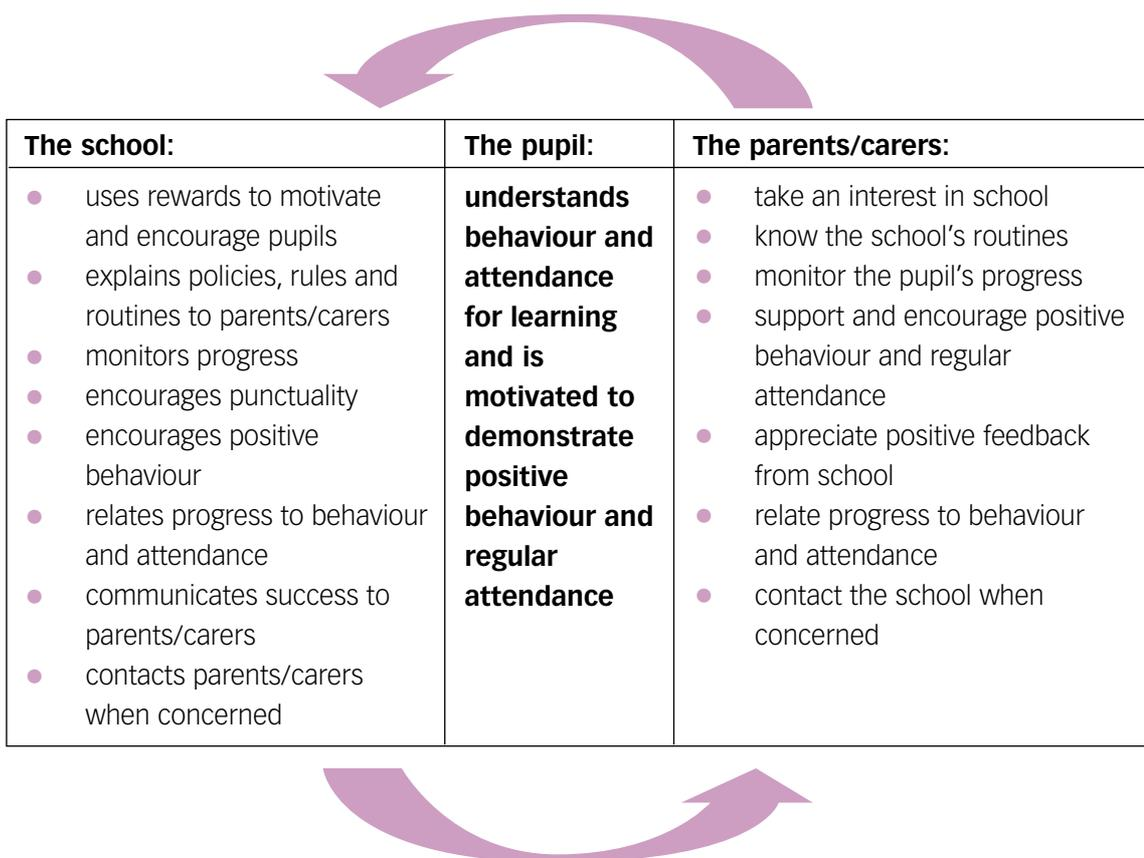 The school:
uses rewards to motivate
and encourage pupils
explains policies, rules and
routines to parents/carers
monitors progress
encourages punctuality
encourages positive
behaviour
relates progress to behaviour
and attendance
communicates success to
parents/carers
contacts parents/carers
when concerned
The pupil:
understands
behaviour and
attendance
for learning
and is
motivated to
demonstrate
positive
behaviour and
regular
attendance
The parents/carers:
take an interest in school
know the school's routines
monitor the pupil's progress
support and encourage positive
behaviour and regular
attendance
appreciate positive feedback
from school
relate progress to behaviour
and attendance
contact the school when
concerned